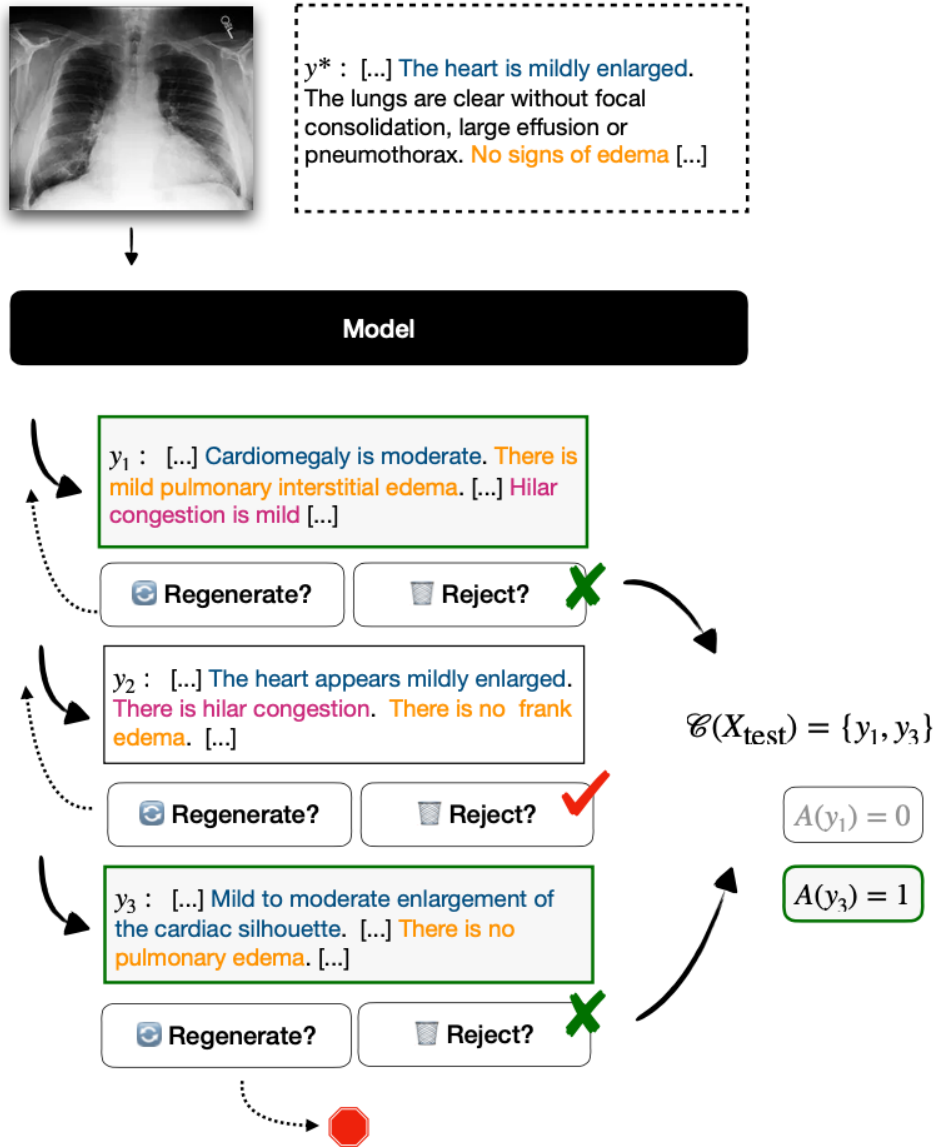 y* : [...] The heart is mildly enlarged.
The lungs are clear without focal
consolidation, large effusion or
pneumothorax. No signs of edema [...]
Model
y₁ : [...] Cardiomegaly is moderate. There is
mild pulmonary interstitial edema. [...] Hilar
congestion is mild [...]
Regenerate?
Reject?
y₂ : [...] The heart appears mildly enlarged.
There is hilar congestion. There is no frank
edema. [...]
Regenerate?
Reject?
𝒞(X_test) = {y₁, y₃}
A(y₁) = 0
y₃ : [...] Mild to moderate enlargement of
the cardiac silhouette. [...] There is no
pulmonary edema. [...]
A(y₃) = 1
Regenerate?
Reject?